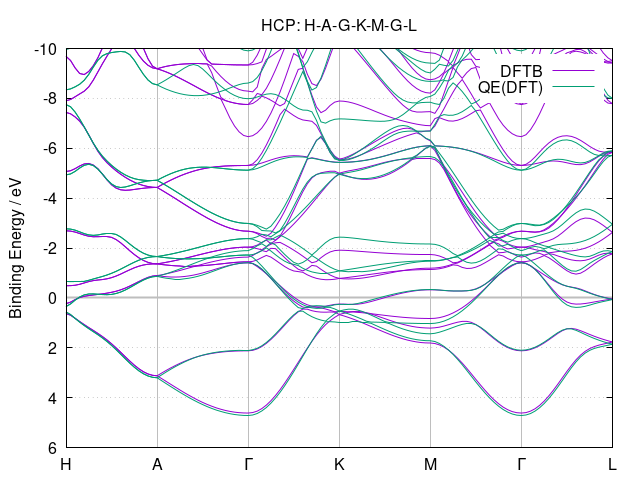 HCP: H-A-G-K-M-G-L
Binding Energy / eV
-10
-8
-6
-4
-2
0
2
4
6
DFTB
QE(DFT)
H A Γ K M Γ L